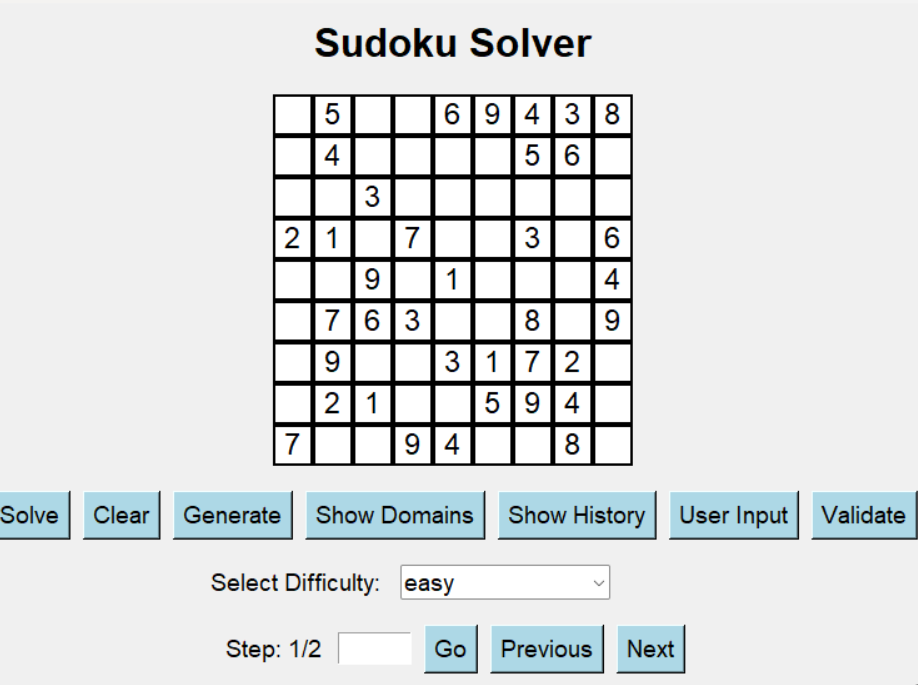 Sudoku Solver
5 6 9 4 3 8
4 5 6
3
2 1 7 3 6
9 1 4
7 6 3 8 9
9 3 1 7 2
2 1 5 9 4
7 9 4 8
Solve Clear Generate Show Domains Show History User Input Validate
Select Difficulty: easy
Step: 1/2 Go Previous Next